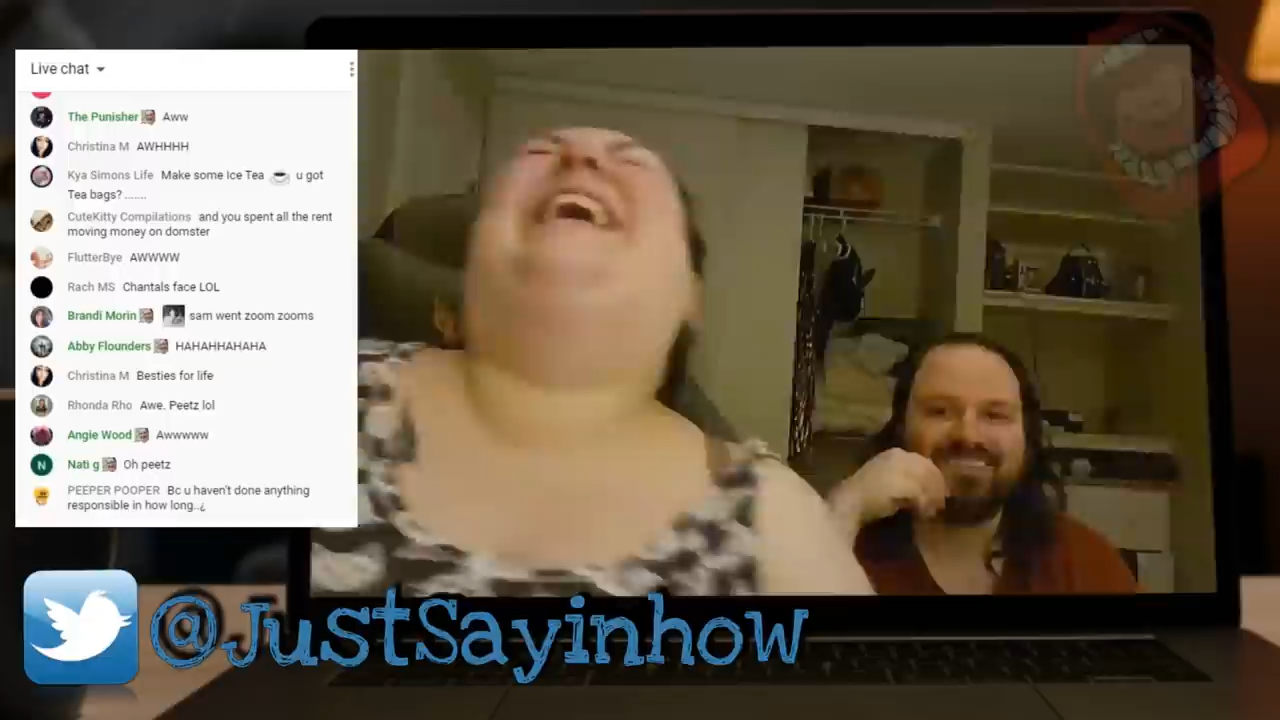 Live chat
The Punisher Aww
Christina M AWHHHH
Kya Simons Life Make some Ice Tea u got
Tea bags? .......
CuteKitty Compilations and you spent all the rent
moving money on domster
FlutterBye AWWWW
Rach MS Chantals face LOL
Brandi Morin sam went zoom zooms
Abby Flounders HAHAHHAHAHA
Christina M Besties for life
Rhonda Rho Awe. Peetz lol
Angie Wood Awwwww
N Nati g Oh peetz
PEEPER POOPER Bc u haven't done anything
responsible in how long..¿
@JustSayinhow